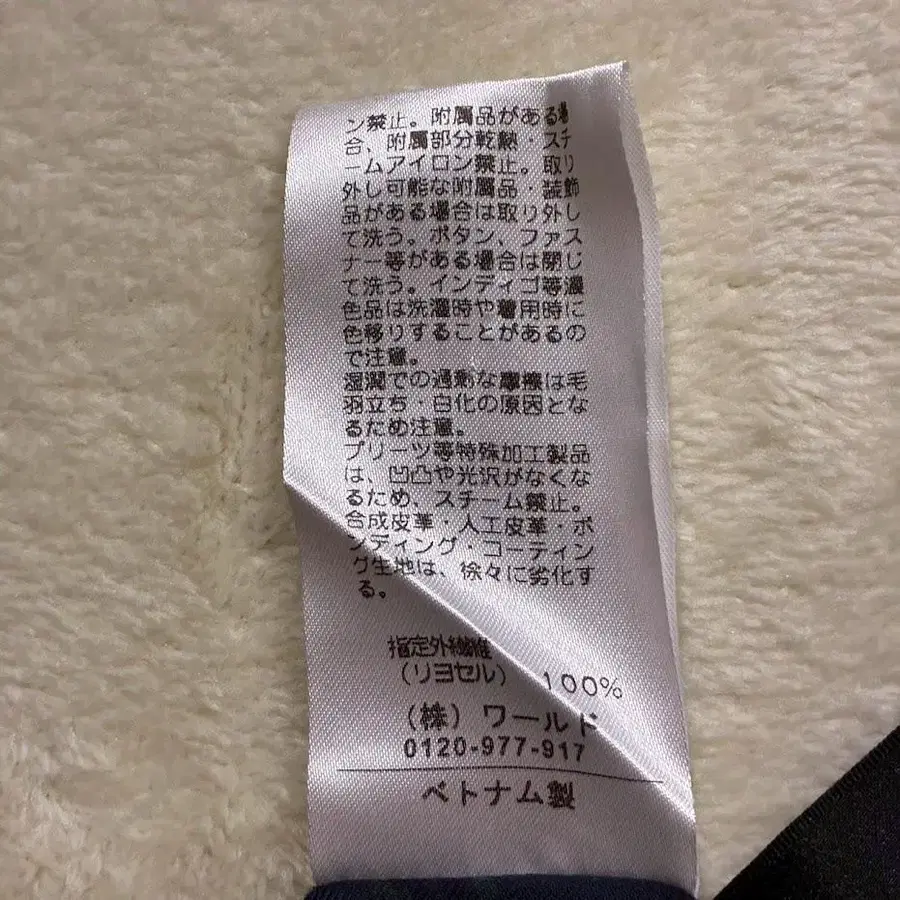 ン禁止。附属品がある場
合、附属部分乾熱・スチ
ームアイロン禁止。取り
外し可能な附属品・装飾
品がある場合は取り外し
て洗う。ボタン、ファス
ナー等がある場合は閉じ
て洗う。インディゴ等濃
色品は洗濯時や着用時に
色移りすることがあるの
で注意。
湿潤での過剰な摩擦は毛
羽立ち・白化の原因とな
るため注意。
プリーツ等特殊加工製品
は、凹凸や光沢がなくな
るため、スチーム禁止。
合成皮革・人工皮革・ボ
ンディング・コーティン
グ生地は、徐々に劣化す
る。
指定外繊維
(リヨセル) 100%
(株) ワールド
0120-977-917
ベトナム製